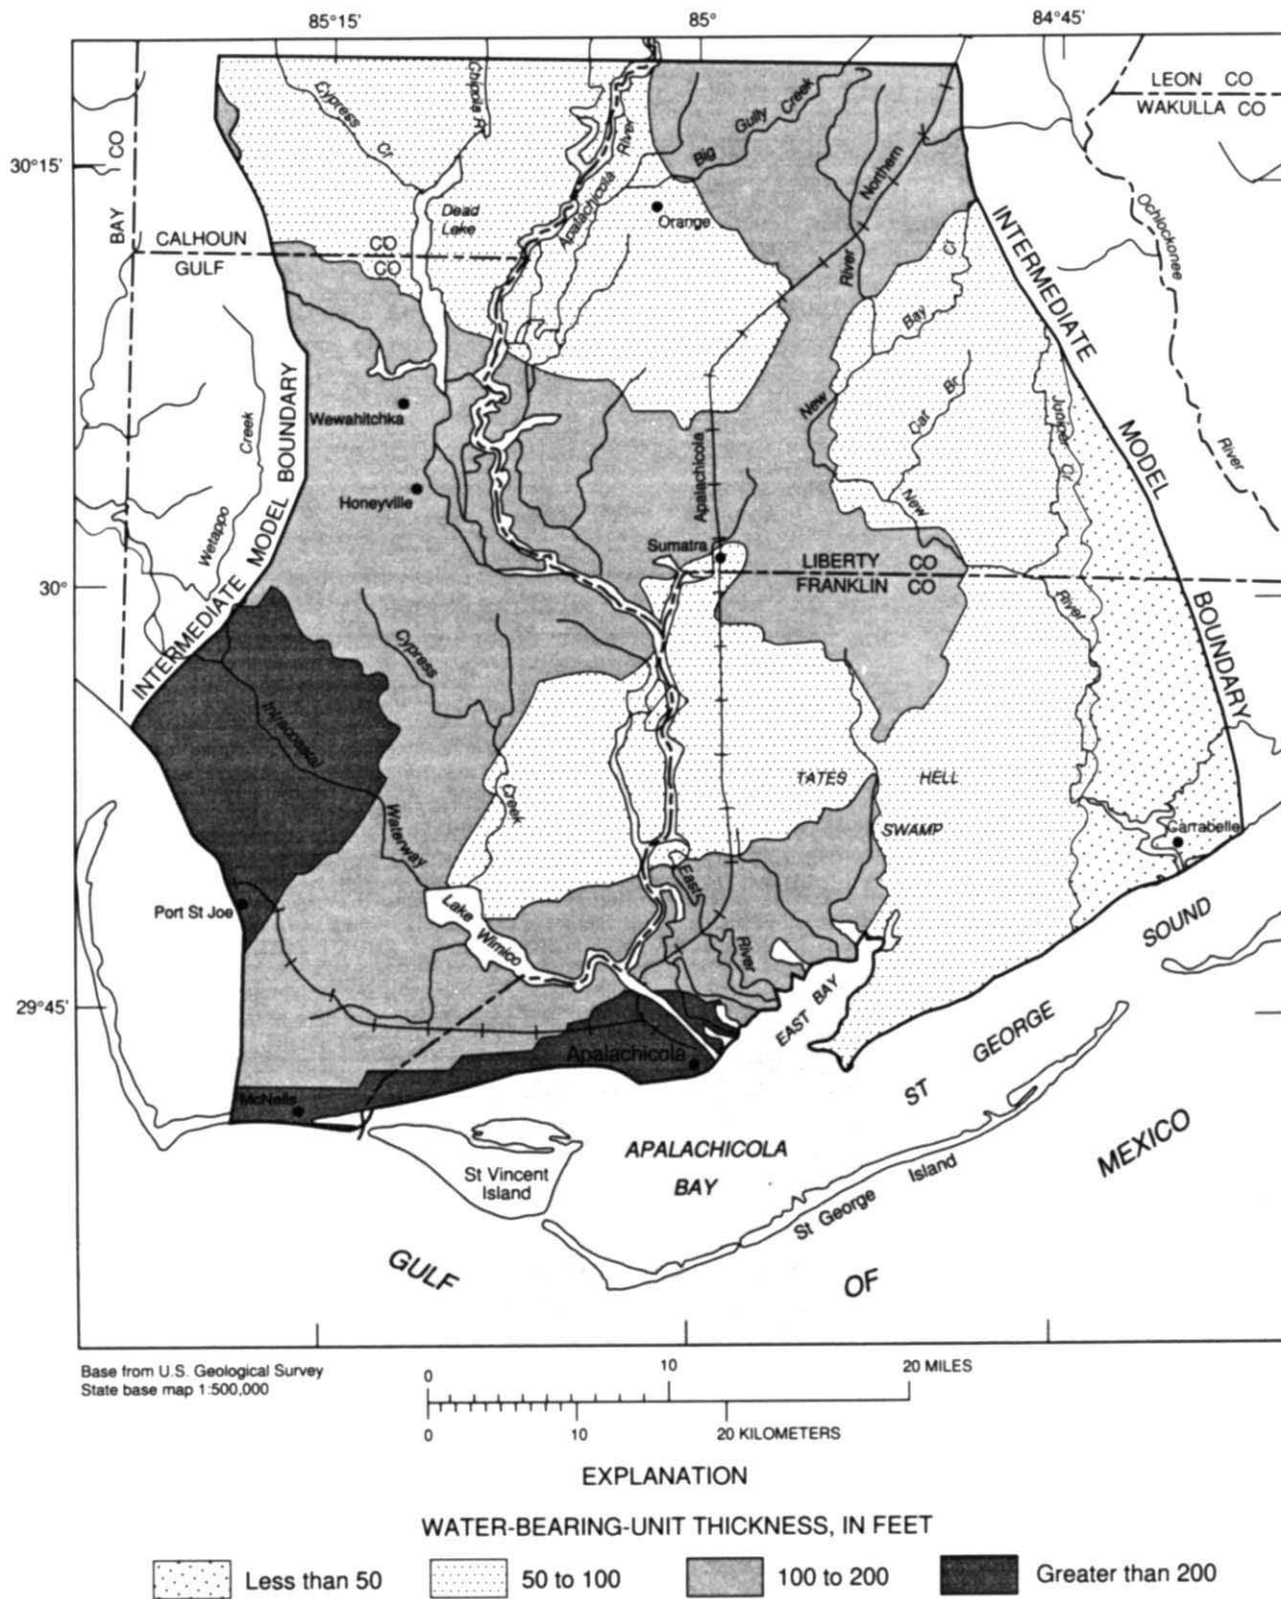 85°15'
85°
84°45'
LEON CO
WAKULLA CO
Cypress
Cr
Chipola R
River
Gully Creek
Big
Northern
30°15'
BAY CO
Dead
Lake
Apalachicola
Orange
Ochlockonee
CALHOUN CO
GULF CO
River
Bay
Cr
INTERMEDIATE MODEL BOUNDARY
Creek
Wetappo
INTERMEDIATE MODEL BOUNDARY
Wewahitchka
New
Br
Juniper
Cr
River
Honeyville
Apalachicola
New
Sumatra
LIBERTY CO
FRANKLIN CO
30°
River
Cypress
Intracoastal
Creek
TATES HELL
SWAMP
Waterway
Carrabelle
East
Port St Joe
Lake Wimico
River
SOUND
29°45'
EAST BAY
GEORGE
Apalachicola
ST
McNeils
APALACHICOLA
BAY
MEXICO
St Vincent
Island
St George Island
GULF
OF
Base from U.S. Geological Survey
State base map 1:500,000
0 10 20 MILES
0 10 20 KILOMETERS
EXPLANATION
WATER-BEARING-UNIT THICKNESS, IN FEET
Less than 50
50 to 100
100 to 200
Greater than 200